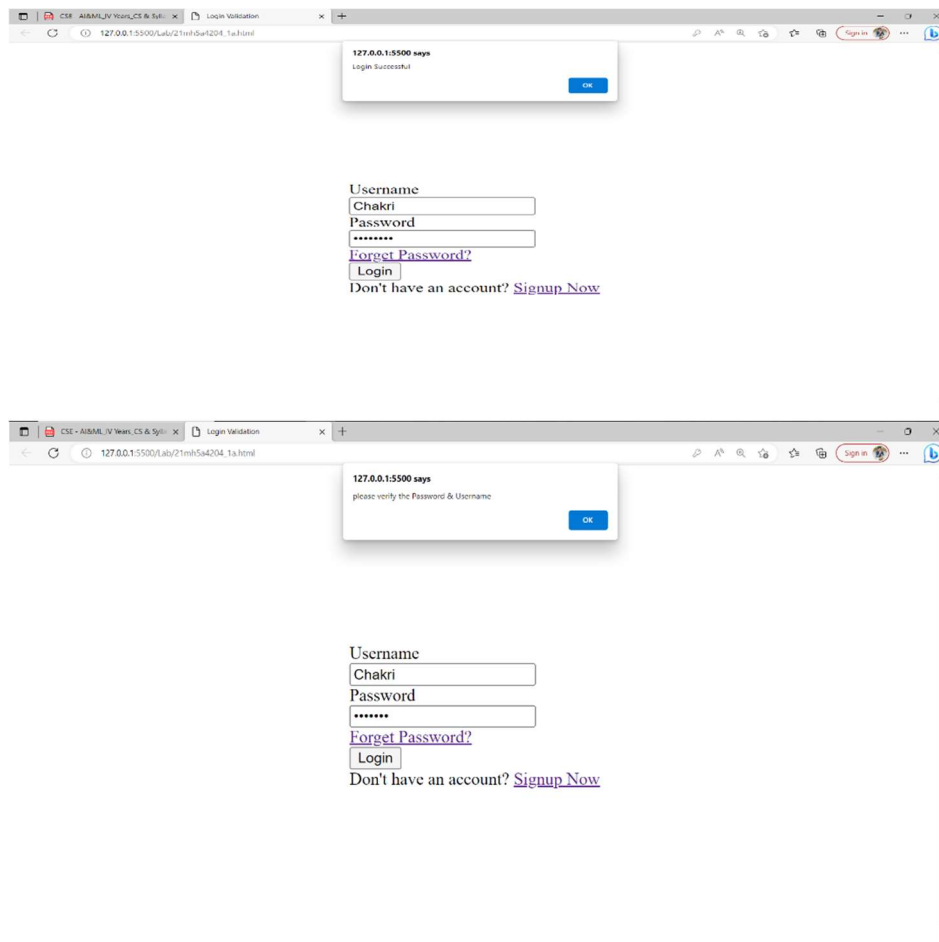 CSE - AI&ML_IV Years_CS & Sylla
Login Validation
127.0.0.1:5500/Lab/21mh5a4204_1a.html
Sign in
127.0.0.1:5500 says
Login Successful
OK
Username
Chakri
Password
••••••••
Forget Password?
Login
Don't have an account? Signup Now
CSE - AI&ML_IV Years_CS & Sylla
Login Validation
127.0.0.1:5500/Lab/21mh5a4204_1a.html
Sign in
127.0.0.1:5500 says
please verify the Password & Username
OK
Username
Chakri
Password
•••••••
Forget Password?
Login
Don't have an account? Signup Now